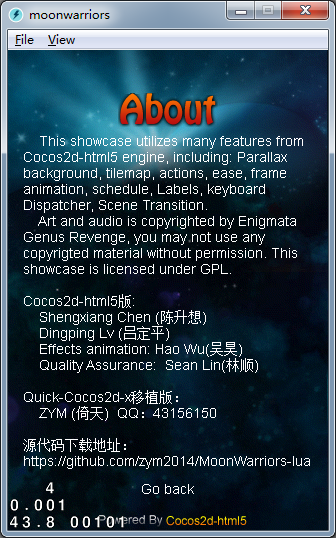 moonwarriors
File View
About
This showcase utilizes many features from
Cocos2d-html5 engine, including: Parallax
background, tilemap, actions, ease, frame
animation, schedule, Labels, keyboard
Dispatcher, Scene Transition.
Art and audio is copyrighted by Enigmata
Genus Revenge, you may not use any
copyrigted material without permission. This
showcase is licensed under GPL.
Cocos2d-html5版:
Shengxiang Chen (陈升想)
Dingping Lv (吕定平)
Effects animation: Hao Wu(吴昊)
Quality Assurance: Sean Lin(林顺)
Quick-Cocos2d-x移植版：
ZYM (倚天) QQ：43156150
源代码下载地址：
https://github.com/zym2014/MoonWarriors-lua
Go back
4
0.001
43.8 00101
Powered By Cocos2d-html5